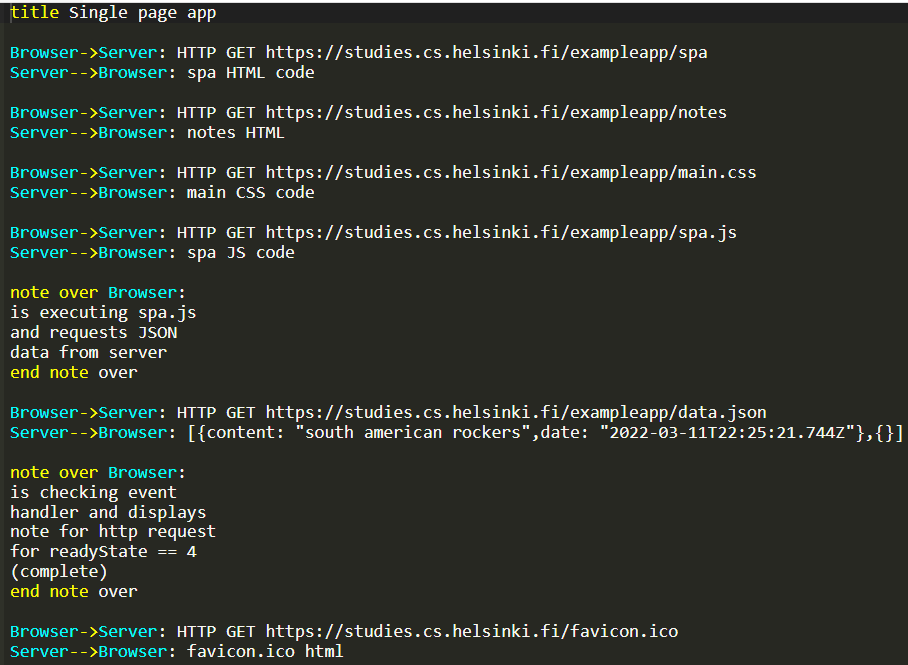 title Single page app
Browser->Server: HTTP GET https://studies.cs.helsinki.fi/exampleapp/spa
Server-->Browser: spa HTML code
Browser->Server: HTTP GET https://studies.cs.helsinki.fi/exampleapp/notes
Server-->Browser: notes HTML
Browser->Server: HTTP GET https://studies.cs.helsinki.fi/exampleapp/main.css
Server-->Browser: main CSS code
Browser->Server: HTTP GET https://studies.cs.helsinki.fi/exampleapp/spa.js
Server-->Browser: spa JS code
note over Browser:
is executing spa.js
and requests JSON
data from server
end note over
Browser->Server: HTTP GET https://studies.cs.helsinki.fi/exampleapp/data.json
Server-->Browser: [{content: "south american rockers",date: "2022-03-11T22:25:21.744Z"},{}]
note over Browser:
is checking event
handler and displays
note for http request
for readyState == 4
(complete)
end note over
Browser->Server: HTTP GET https://studies.cs.helsinki.fi/favicon.ico
Server-->Browser: favicon.ico html